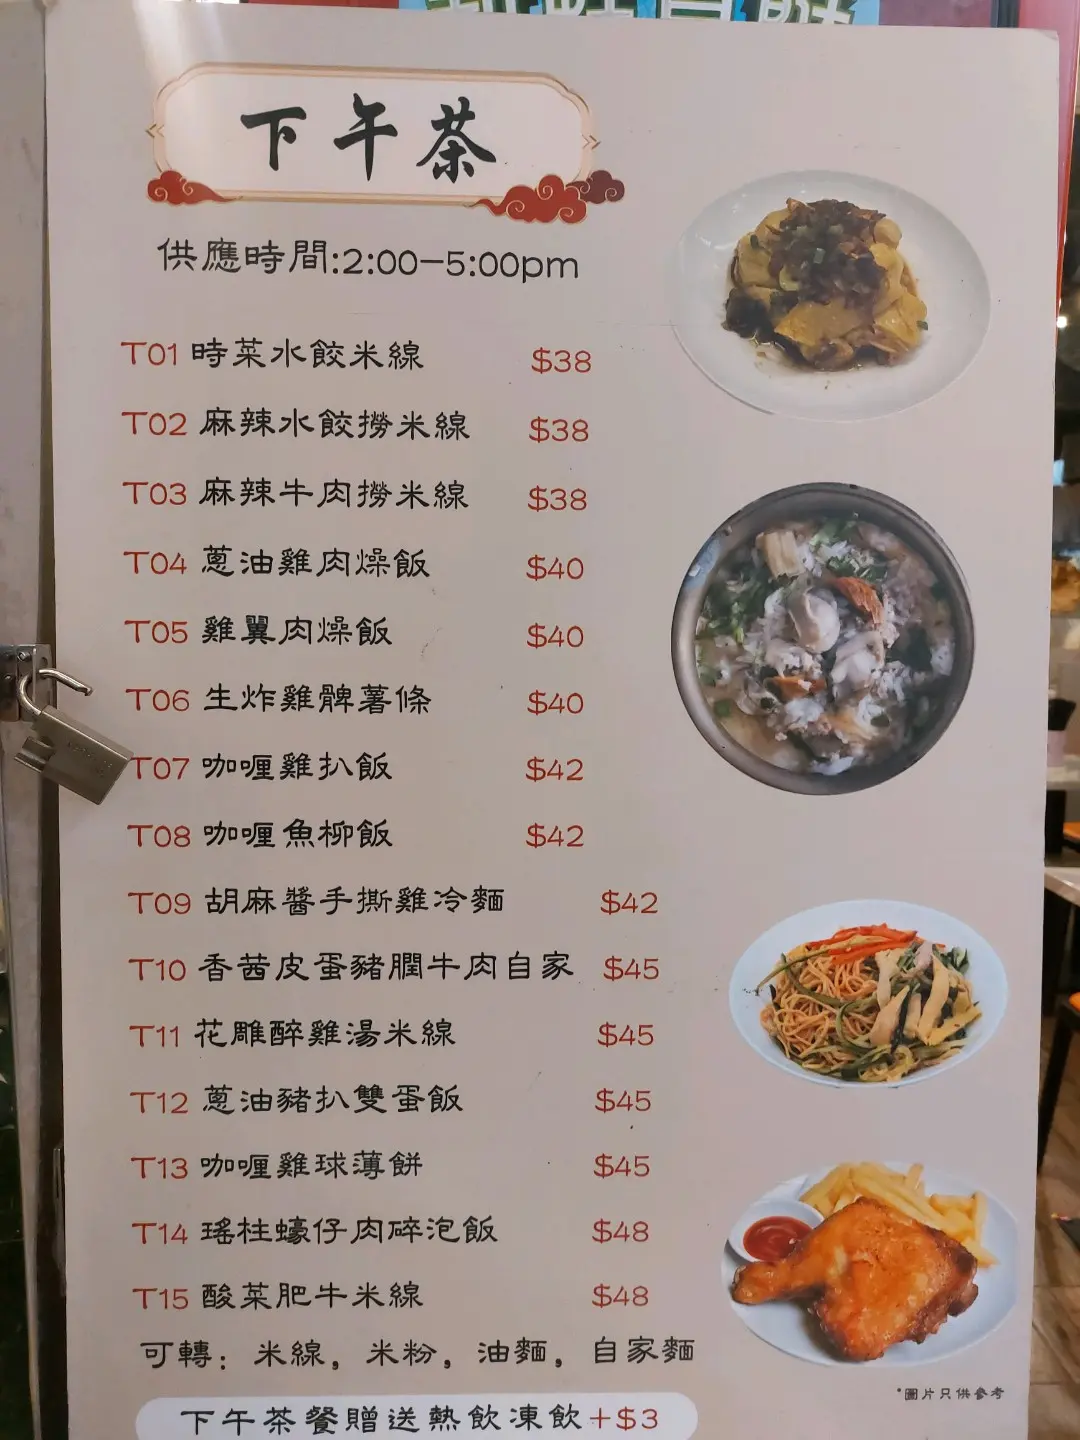 下午茶
供應時間:2:00-5:00pm
T01 時菜水餃米線 $38
T02 麻辣水餃撈米線 $38
T03 麻辣牛肉撈米線 $38
T04 蔥油雞肉燥飯 $40
T05 雞翼肉燥飯 $40
T06 生炸雞髀薯條 $40
T07 咖喱雞扒飯 $42
T08 咖喱魚柳飯 $42
T09 胡麻醬手撕雞冷麵 $42
T10 香茜皮蛋豬膶牛肉自家 $45
T11 花雕醉雞湯米線 $45
T12 蔥油豬扒雙蛋飯 $45
T13 咖喱雞球薄餅 $45
T14 瑤柱蠔仔肉碎泡飯 $48
T15 酸菜肥牛米線 $48
可轉：米線，米粉，油麵，自家麵
*圖片只供參考
下午茶餐贈送熱飲凍飲+$3